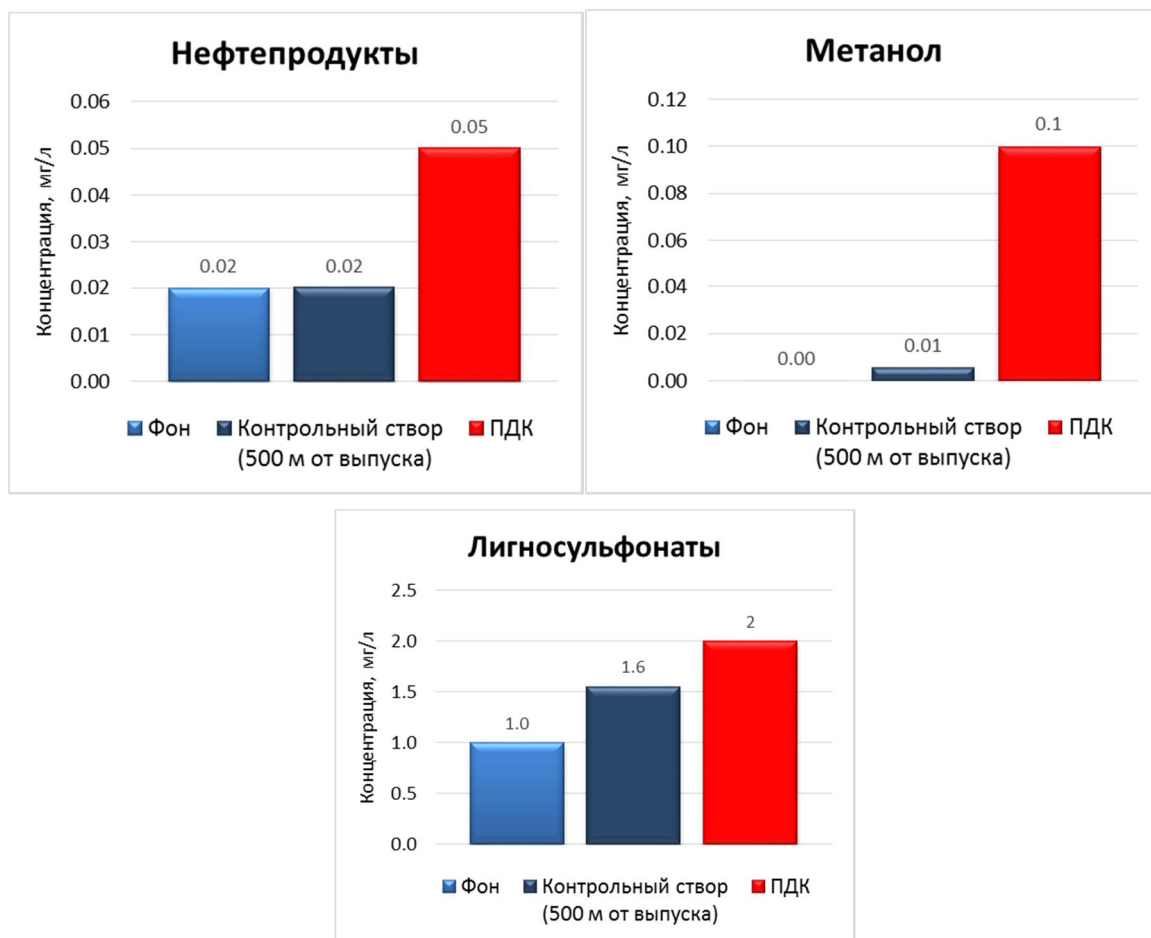 Нефтепродукты
Концентрация, мг/л
0.06
0.05
0.04
0.03
0.02
0.01
0.00
0.02
0.02
0.05
Фон Контрольный створ ПДК
(500 м от выпуска)
Метанол
Концентрация, мг/л
0.12
0.10
0.08
0.06
0.04
0.02
0.00
0.00
0.01
0.1
Фон Контрольный створ ПДК
(500 м от выпуска)
Лигносульфонаты
Концентрация, мг/л
2.5
2.0
1.5
1.0
0.5
0.0
1.0
1.6
2
Фон Контрольный створ ПДК
(500 м от выпуска)